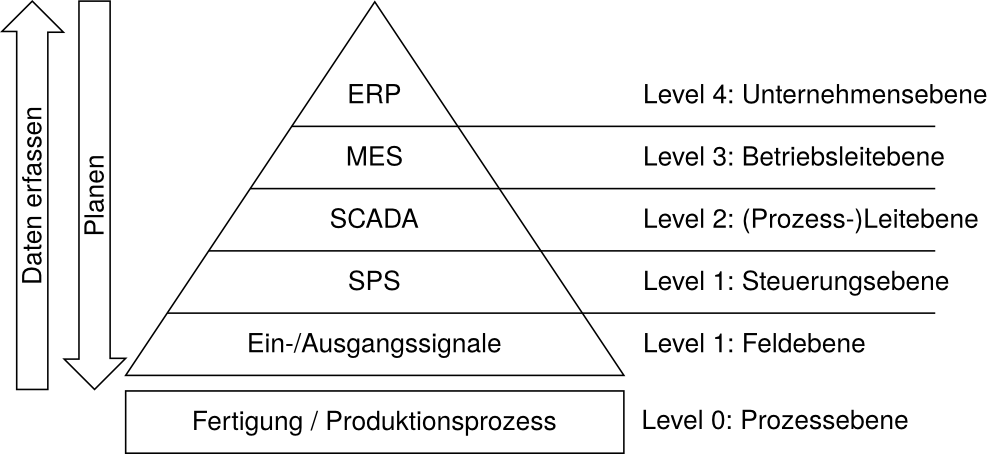 Daten erfassen
Planen
ERP
Level 4: Unternehmensebene
MES
Level 3: Betriebsleitebene
SCADA
Level 2: (Prozess-)Leitebene
SPS
Level 1: Steuerungsebene
Ein-/Ausgangssignale
Level 1: Feldebene
Fertigung / Produktionsprozess
Level 0: Prozessebene